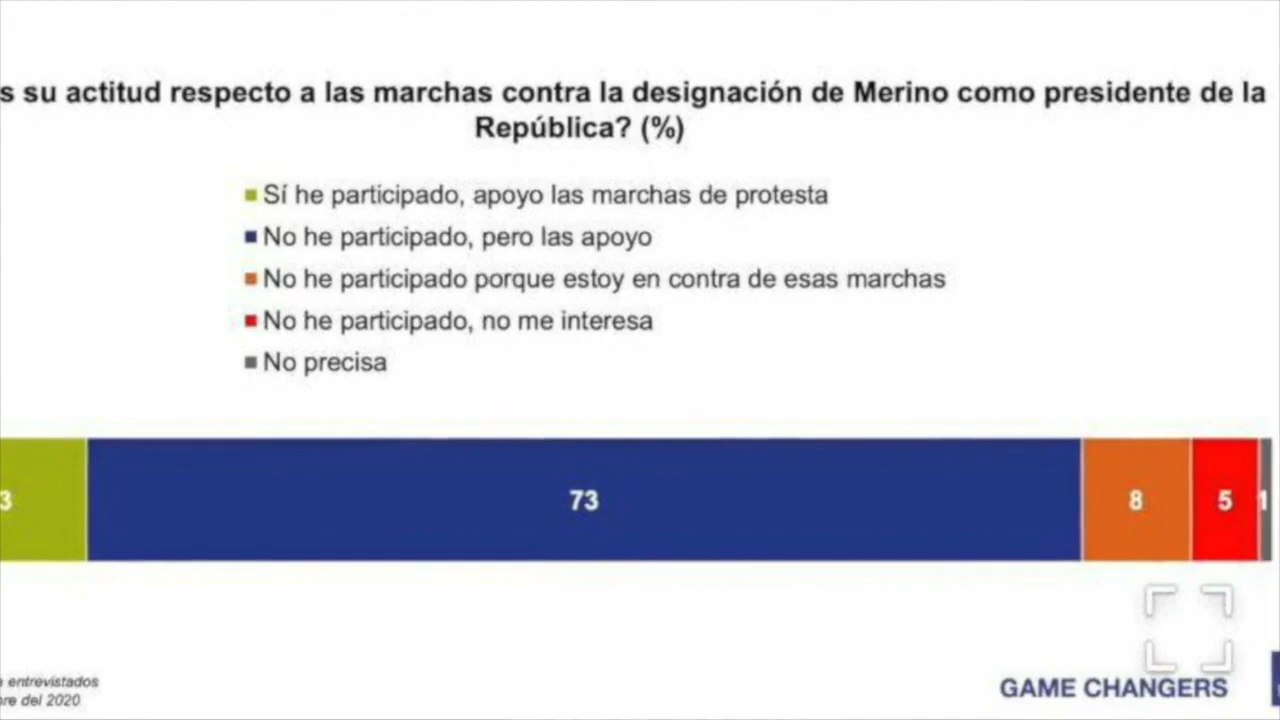 s su actitud respecto a las marchas contra la designación de Merino como presidente de la
República? (%)
Sí he participado, apoyo las marchas de protesta
No he participado, pero las apoyo
No he participado porque estoy en contra de esas marchas
No he participado, no me interesa
No precisa
3 73 8 5 1
e entrevistados
re del 2020
GAME CHANGERS